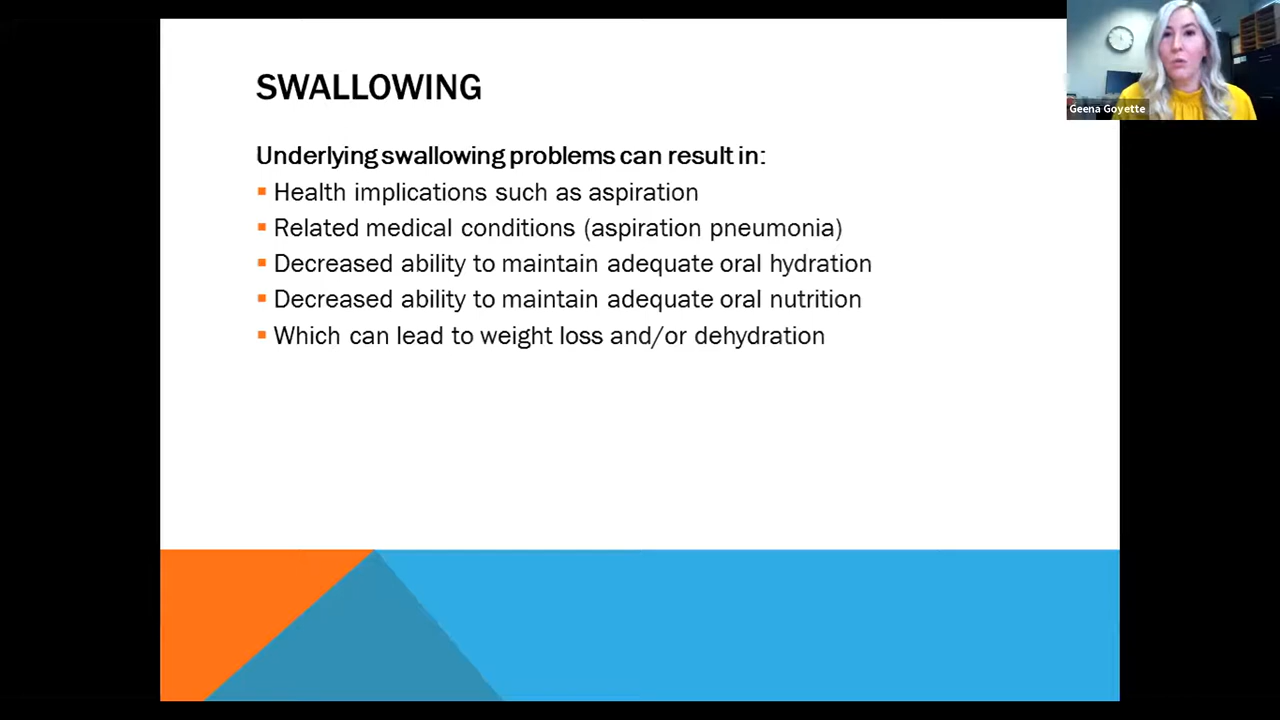 SWALLOWING
Underlying swallowing problems can result in:
Health implications such as aspiration
Related medical conditions (aspiration pneumonia)
Decreased ability to maintain adequate oral hydration
Decreased ability to maintain adequate oral nutrition
Which can lead to weight loss and/or dehydration
Geena Goyette